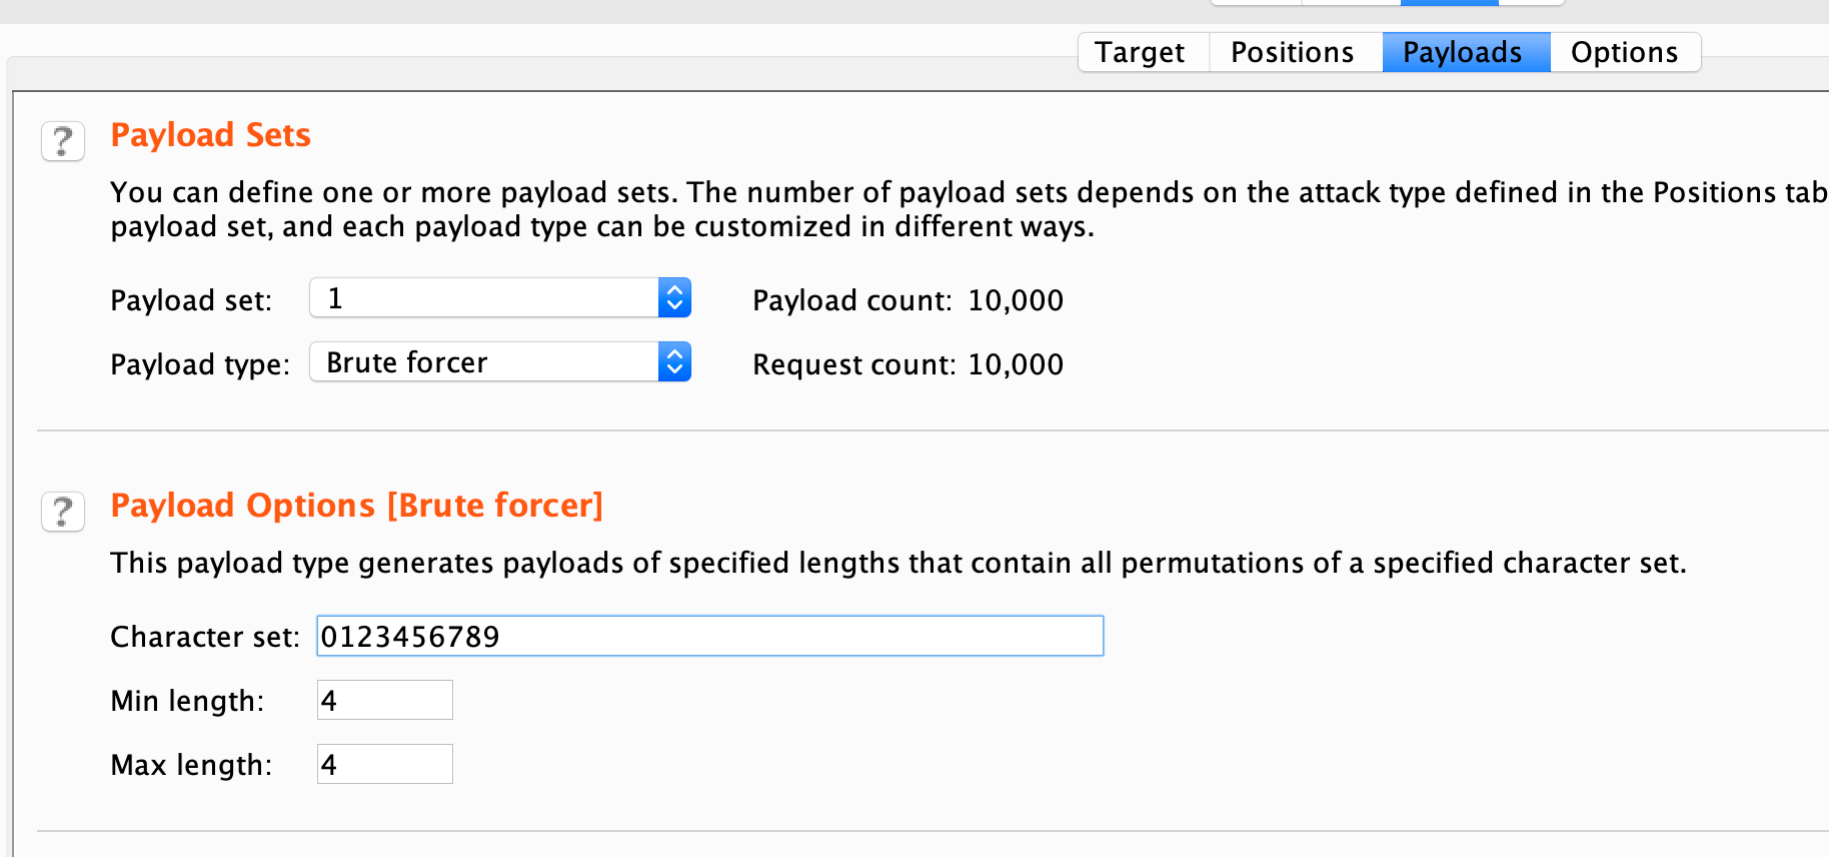 Target Positions Payloads Options
? Payload Sets
You can define one or more payload sets. The number of payload sets depends on the attack type defined in the Positions tab
payload set, and each payload type can be customized in different ways.
Payload set: 1 Payload count: 10,000
Payload type: Brute forcer Request count: 10,000
? Payload Options [Brute forcer]
This payload type generates payloads of specified lengths that contain all permutations of a specified character set.
Character set: 0123456789
Min length: 4
Max length: 4